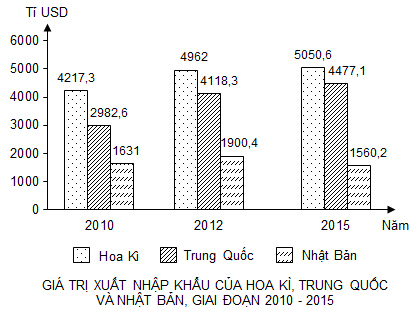 Tỉ USD
6000
5000
4000
3000
2000
1000
0
4217,3
2982,6
1631
4962
4118,3
1900,4
5050,6
4477,1
1560,2
2010
2012
2015
Năm
Hoa Kì
Trung Quốc
Nhật Bản
GIÁ TRỊ XUẤT NHẬP KHẨU CỦA HOA KÌ, TRUNG QUỐC
VÀ NHẬT BẢN, GIAI ĐOẠN 2010 - 2015